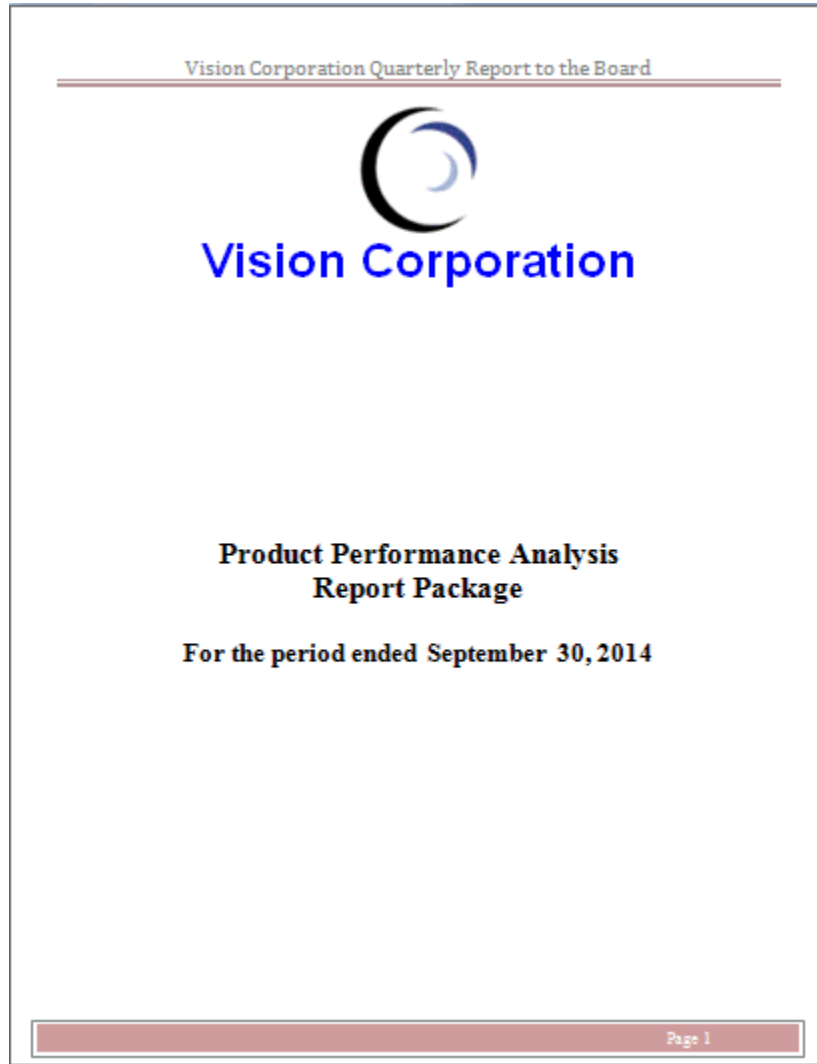 Vision Corporation Quarterly Report to the Board
Vision Corporation
Product Performance Analysis
Report Package
For the period ended September 30, 2014
Page 1